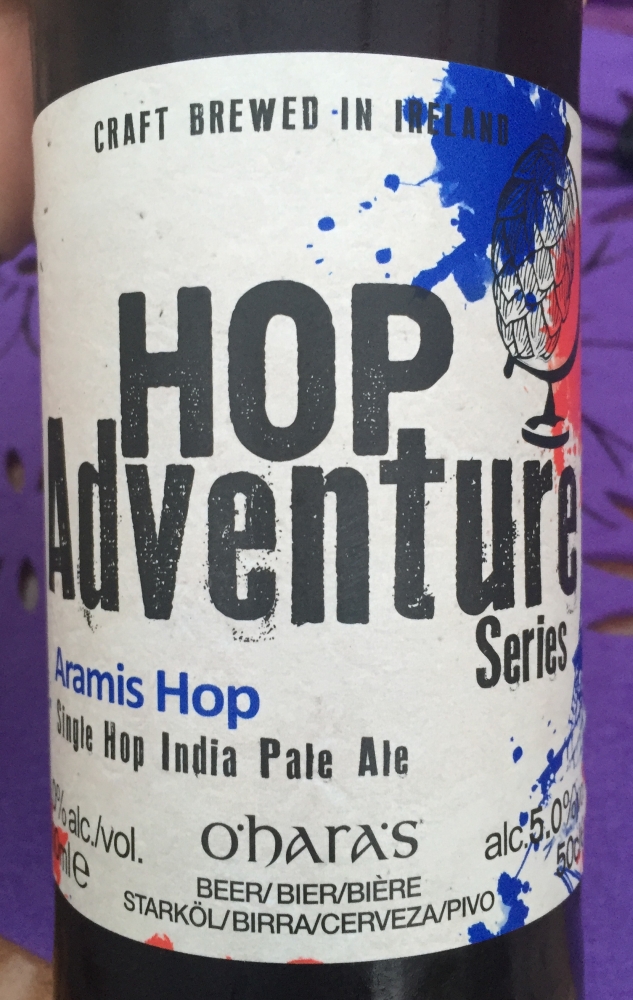 CRAFT BREWED IN IRELAND
HOP
Adventure
Series
Aramis Hop
Single Hop India Pale Ale
% alc./vol.
ml e
o'hara's
alc. 5.0%
BEER/BIER/BIÈRE
STARKÖL/BIRRA/CERVEZA/PIVO